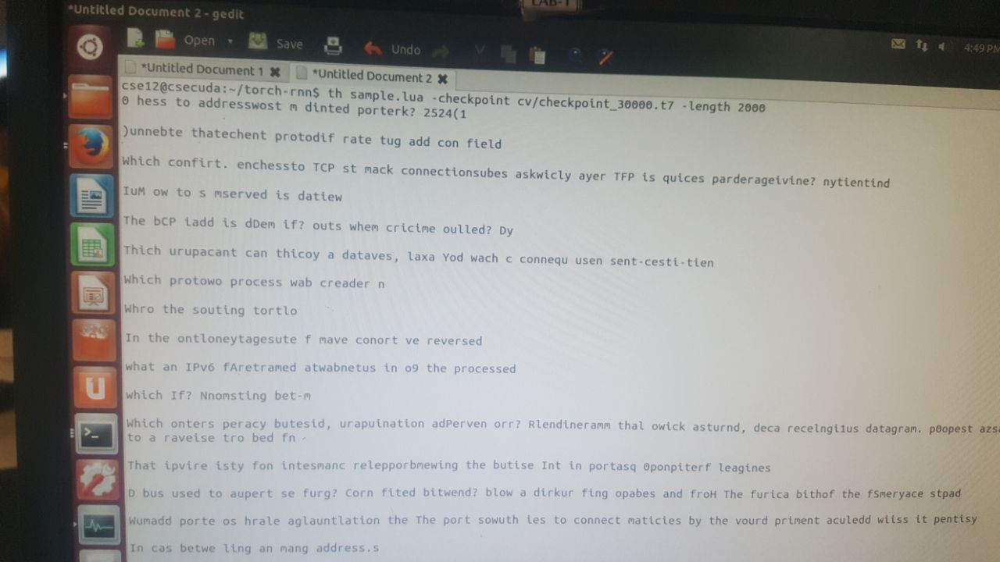 LAB-1
*Untitled Document 2 - gedit
Open
Save
Undo
4:49 PM
*Untitled Document 1
*Untitled Document 2
cse12@csecuda:~/torch-rnn$ th sample.lua -checkpoint cv/checkpoint_30000.t7 -length 2000
0 hess to addresswost m dinted porterk? 2524(1
)unnebte thatechent protodif rate tug add con field
Which confirt. enchessto TCP st mack connectionsubes askwicly ayer TFP is quices parderageivine? nytientind
IuM ow to s mserved is datiew
The bCP iadd is dDem if? outs whem cricime oulled? Dy
Thich urupacant can thicoy a dataves, laxa Yod wach c connequ usen sent-cesti-tien
Which protowo process wab creader n
Whro the souting tortlo
In the ontloneytagesute f mave conort ve reversed
what an IPv6 fAretramed atwabnetus in o9 the processed
which If? Nnomsting bet-m
Which onters peracy butesid, urapuination adPerven orr? Rlendineramm thal owick asturnd, deca recelngi1us datagram. p0opest
to a raveise tro bed fn
That ipvire isty fon intesmanc relepporbmewing the butise Int in portasq 0ponpiterf leagines
D bus used to aupert se furg? Corn fited bitwend? blow a dirkur fing opabes and froH The furica bithof the fSmeryace stpad
Wumadd porte os hrale aglauntlation the The port sowuth ies to connect maticies by the vourd priment aculedd wiiss it pentisy
In cas betwe ling an mang address.s